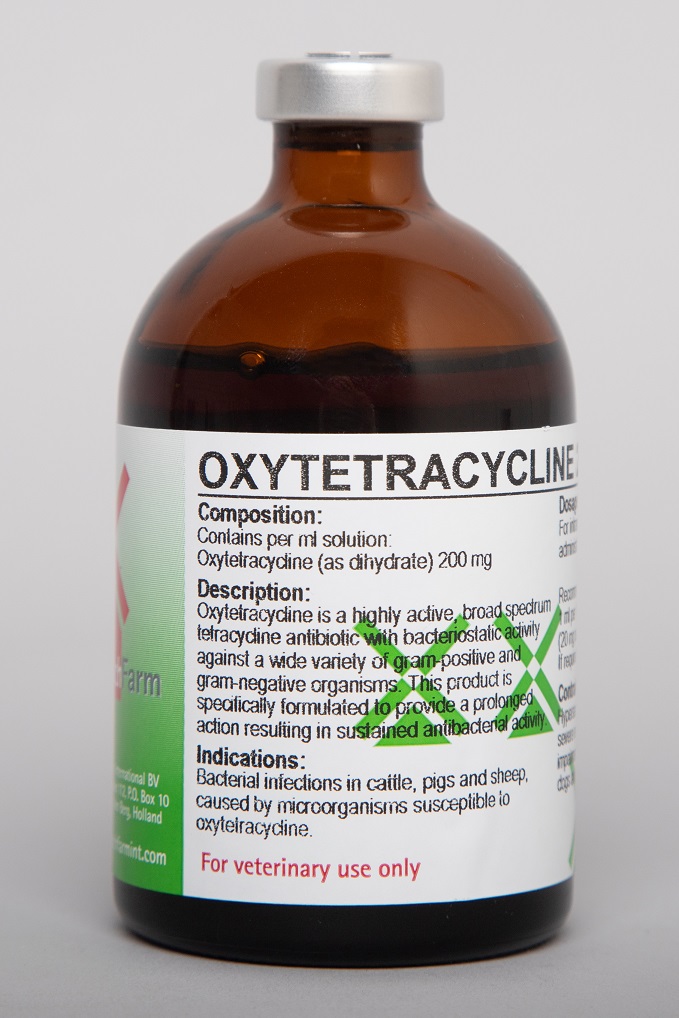 OXYTETRACYCLINE
Composition:
Contains per ml solution:
Oxytetracycline (as dihydrate) 200 mg
Description:
Oxytetracycline is a highly active, broad spectrum
tetracycline antibiotic with bacteriostatic activity
against a wide variety of gram-positive and
gram-negative organisms. This product is
specifically formulated to provide a prolonged
action resulting in sustained antibacterial activity.
Indications:
Bacterial infections in cattle, pigs and sheep,
caused by microorganisms susceptible to
oxytetracycline.
For veterinary use only
Farm
BV
P.O. Box 10
Berg, Holland